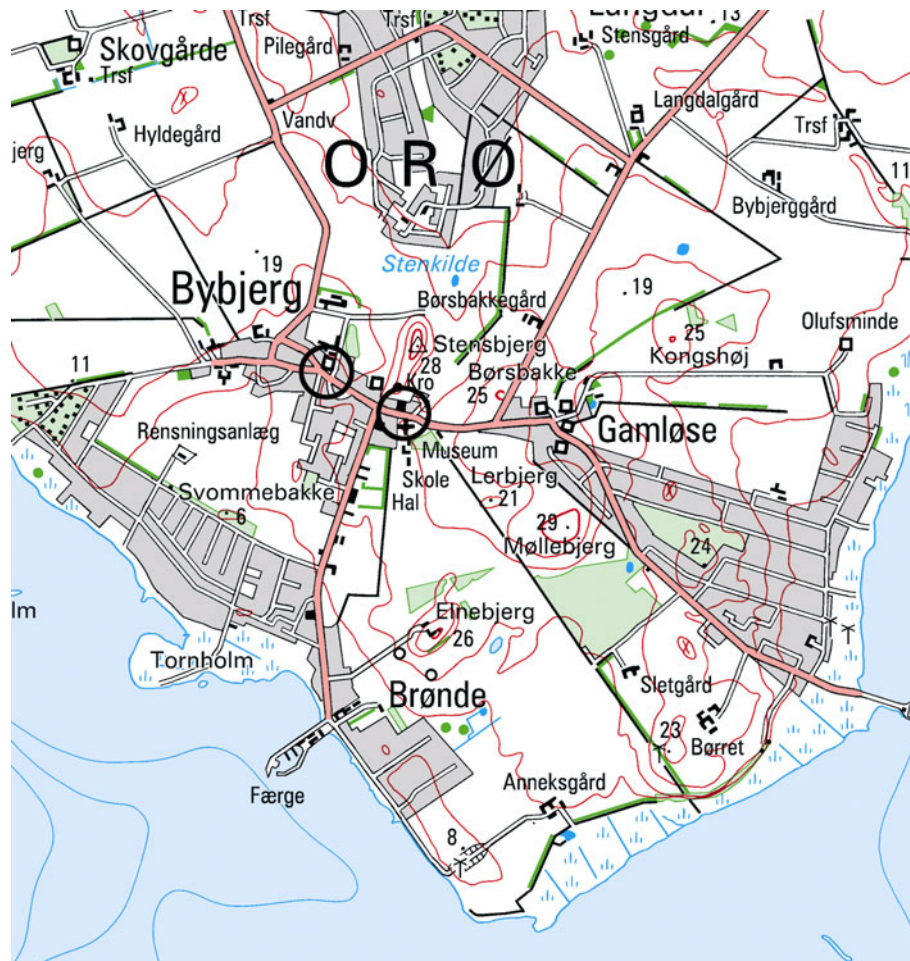 Trsf
Trsf
Langdal
13
Skovgårde
Pilegård
Stensgård
Trsf
Langdalgård
Vandv
Trsf
Hyldegård
jerg
ORØ
11
Bybjerggård
19
Stenkilde
Bybjerg
19
Børsbakkegård
Olufsminde
25
Stensbjerg
Kongshøj
28
11
Børsbakke
Kro
25
Gamløse
Rensningsanlæg
Museum
Skole
Lerbjerg
Svommebakke
Hal
21
6
29
Møllebjerg
24
lm
Elnebjerg
26
Tornholm
Sletgård
Brønde
23
Børret
Færge
Anneksgård
8